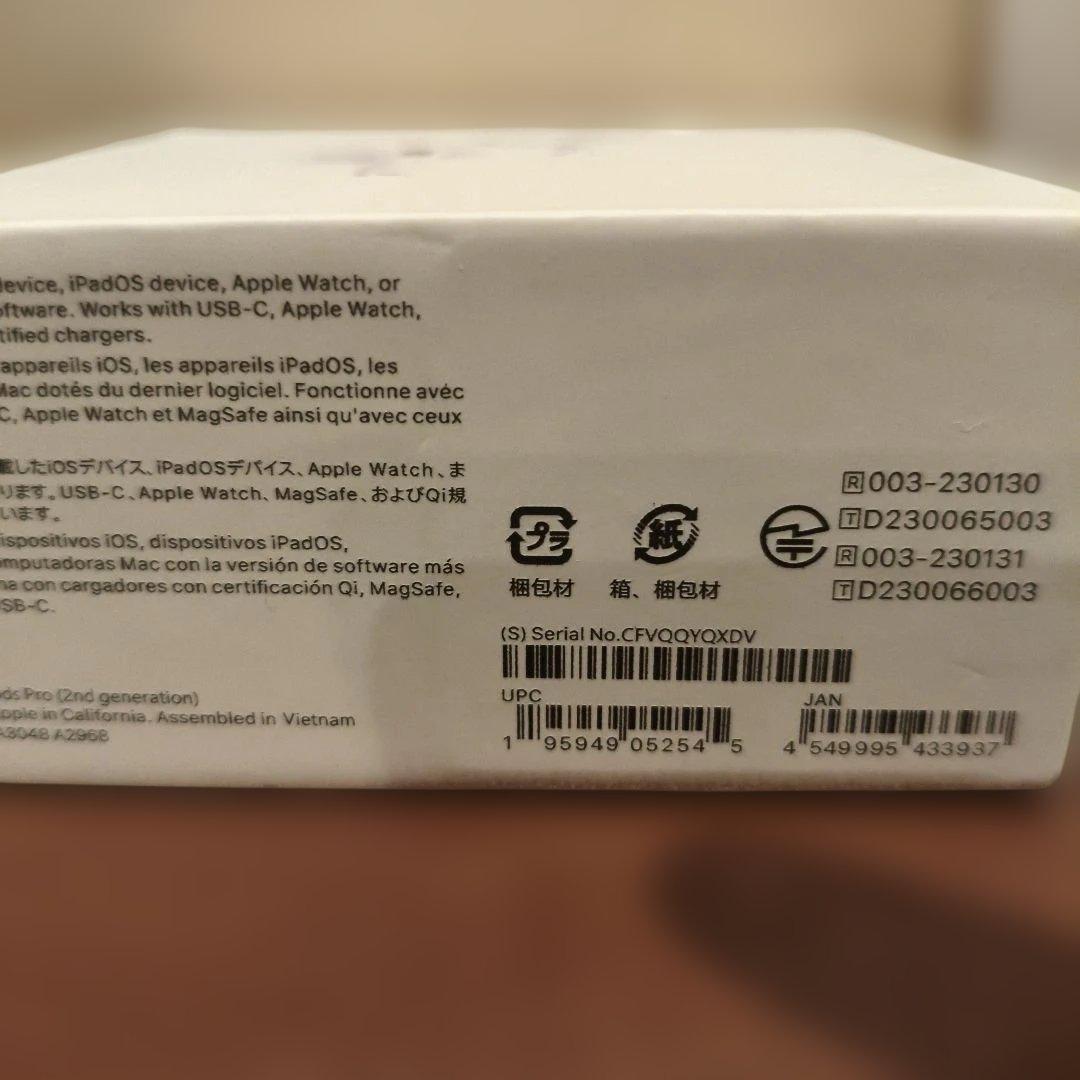 device, iPadOS device, Apple Watch, or
oftware. Works with USB-C, Apple Watch,
tified chargers.
appareils iOS, les appareils iPadOS, les
Mac dotés du dernier logiciel. Fonctionne avec
C, Apple Watch et MagSafe ainsi qu'avec ceux
載したiOSデバイス、iPadOSデバイス、Apple Watch、ま
ります。USB-C、Apple Watch、MagSafe、およびQi規
います。
ispositivos iOS, dispositivos iPadOS,
mputadoras Mac con la versión de software más
na con cargadores con certificación Qi, MagSafe,
SB-C.
ds Pro (2nd generation)
pple in California. Assembled in Vietnam
A3048 A2968
プラ
梱包材
紙
箱、梱包材
R 003-230130
T D230065003
R 003-230131
T D230066003
(S) Serial No.CFVQQYQXDV
UPC
1 95949 05254 5
JAN
4 549995 433937